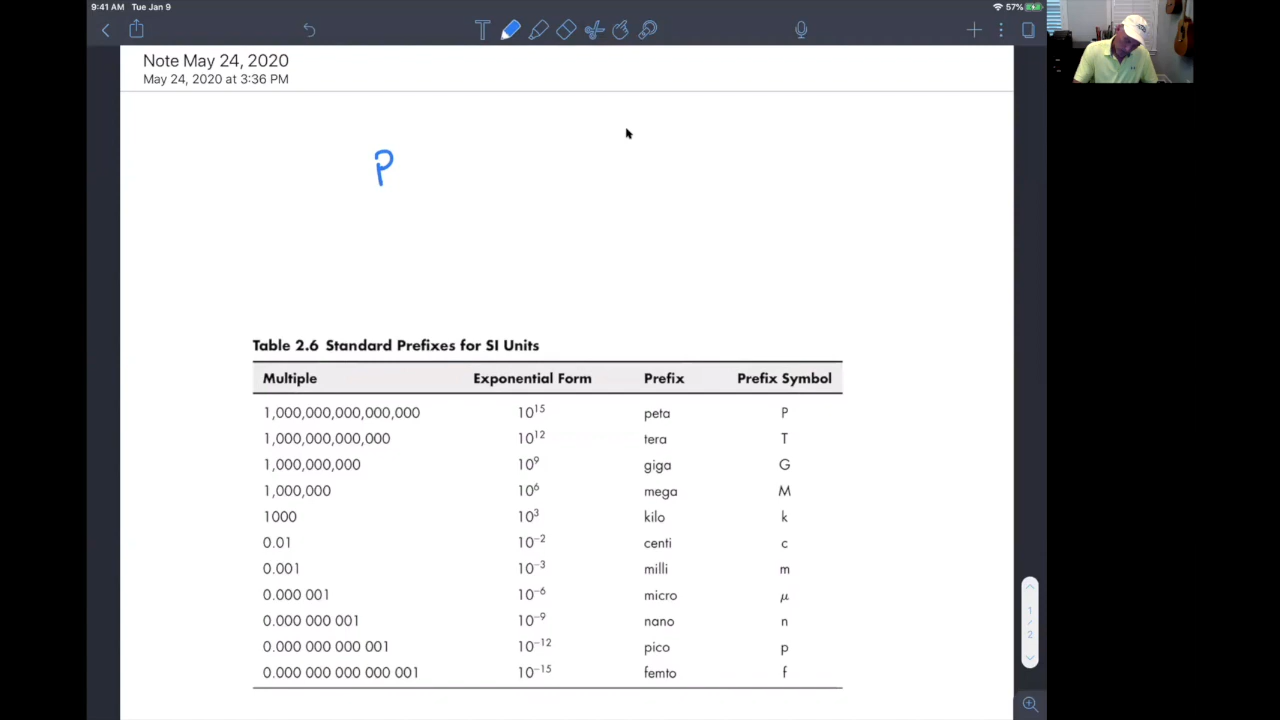 9:41 AM Tue Jan 9 57%
Note May 24, 2020
May 24, 2020 at 3:36 PM
P
Table 2.6 Standard Prefixes for SI Units
Multiple Exponential Form Prefix Prefix Symbol
1,000,000,000,000,000 10¹⁵ peta P
1,000,000,000,000 10¹² tera T
1,000,000,000 10⁹ giga G
1,000,000 10⁶ mega M
1000 10³ kilo k
0.01 10⁻² centi c
0.001 10⁻³ milli m
0.000 001 10⁻⁶ micro μ
0.000 000 001 10⁻⁹ nano n
0.000 000 000 001 10⁻¹² pico p
0.000 000 000 000 001 10⁻¹⁵ femto f
1
/
2